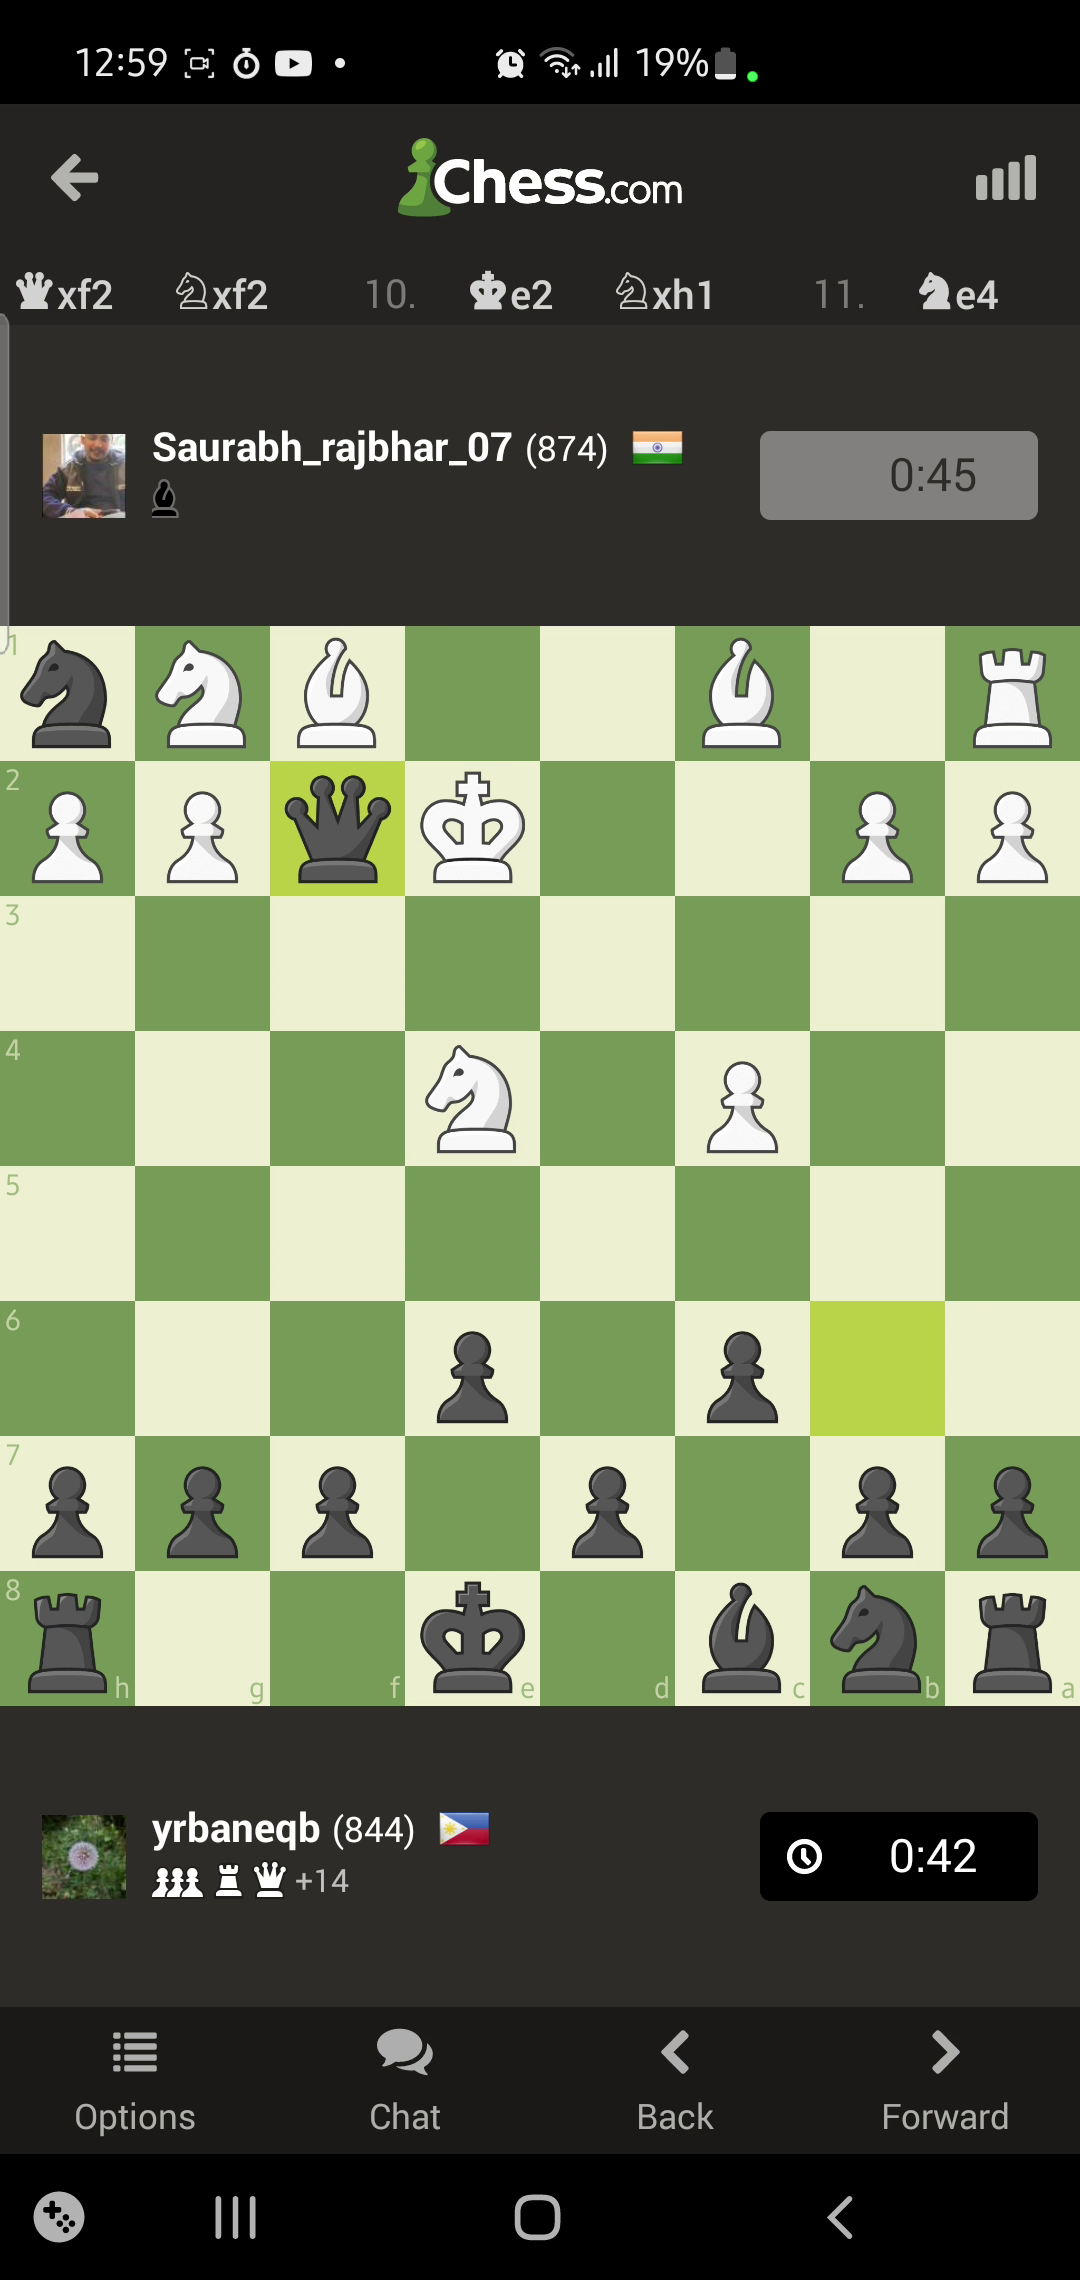 12:59 19%
Chess.com
xf2 xf2 10. e2 xh1 11. e4
Saurabh_rajbhar_07 (874)
0:45
1
2
3
4
5
6
7
8
h g f e d c b a
yrbaneqb (844)
+14
0:42
Options Chat Back Forward